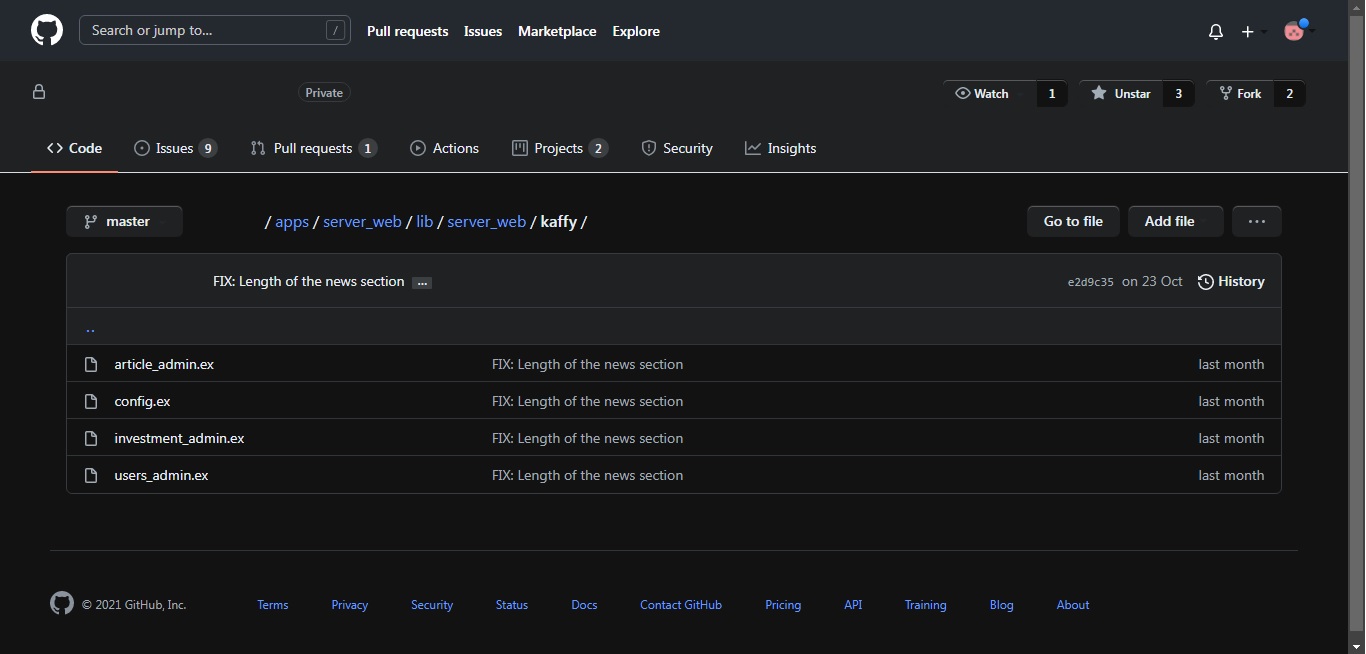 Search or jump to... / Pull requests Issues Marketplace Explore
Private Watch 1 Unstar 3 Fork 2
Code Issues 9 Pull requests 1 Actions Projects 2 Security Insights
master / apps / server_web / lib / server_web / kaffy / Go to file Add file ...
FIX: Length of the news section ... e2d9c35 on 23 Oct History
..
article_admin.ex FIX: Length of the news section last month
config.ex FIX: Length of the news section last month
investment_admin.ex FIX: Length of the news section last month
users_admin.ex FIX: Length of the news section last month
© 2021 GitHub, Inc. Terms Privacy Security Status Docs Contact GitHub Pricing API Training Blog About